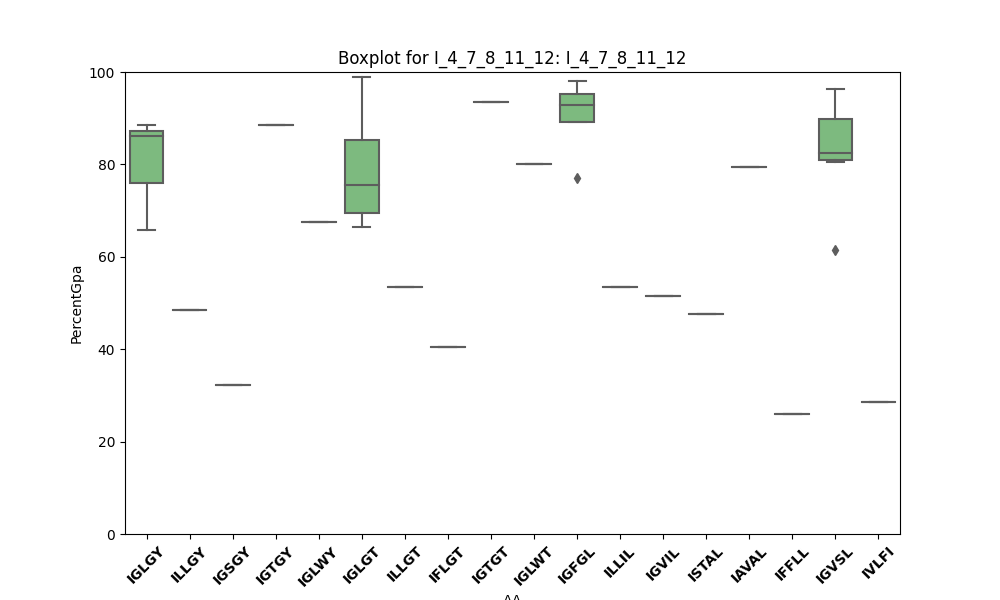 Boxplot for I_4_7_8_11_12: I_4_7_8_11_12
PercentGpa
100
80
60
40
20
0
IGLGY
ILLGY
IGSGY
IGTGY
IGLWY
IGLGT
ILLGT
IFLGT
IGTGT
IGLWT
IGFGL
ILLIL
IGVIL
ISTAL
IAVAL
IFFLL
IGVSL
IVLFI
AA